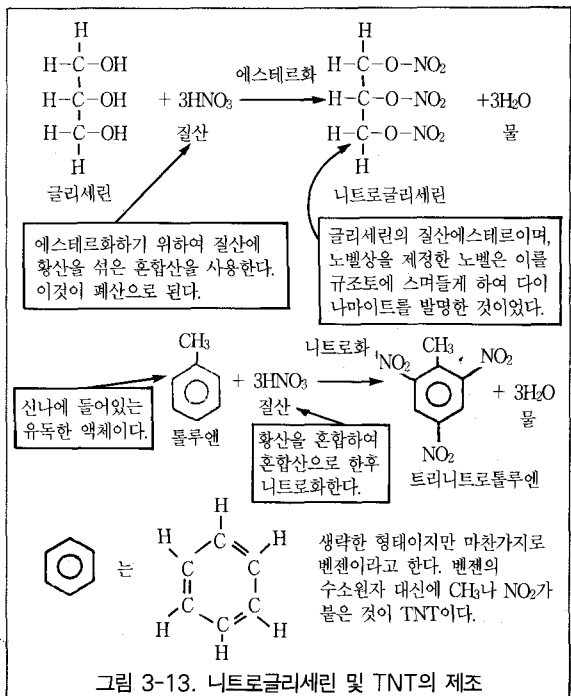 H H
H-C-OH 에스테르화 H-C-O-NO₂
H-C-OH + 3HNO₃ H-C-O-NO₂ +3H₂O
H-C-OH 질산 H-C-O-NO₂ 물
H H
글리세린 니트로글리세린
에스테르화하기 위하여 질산에
황산을 섞은 혼합산을 사용한다.
이것이 폐산으로 된다.
글리세린의 질산에스테르이며,
노벨상을 제정한 노벨은 이를
규조토에 스며들게 하여 다이
나마이트를 발명한 것이었다.
CH₃ 니트로화 NO₂ CH₃ NO₂
+ 3HNO₃ + 3H₂O
질산 물
NO₂
신나에 들어있는
유독한 액체이다.
톨루엔
황산을 혼합하여
혼합산으로 한후
니트로화한다.
트리니트로톨루엔
는
H H
C
H C C H
C C
H C H
H
생략한 형태이지만 마찬가지로
벤젠이라고 한다. 벤젠의
수소원자 대신에 CH₃나 NO₂가
붙은 것이 TNT이다.
그림 3-13. 니트로글리세린 및 TNT의 제조